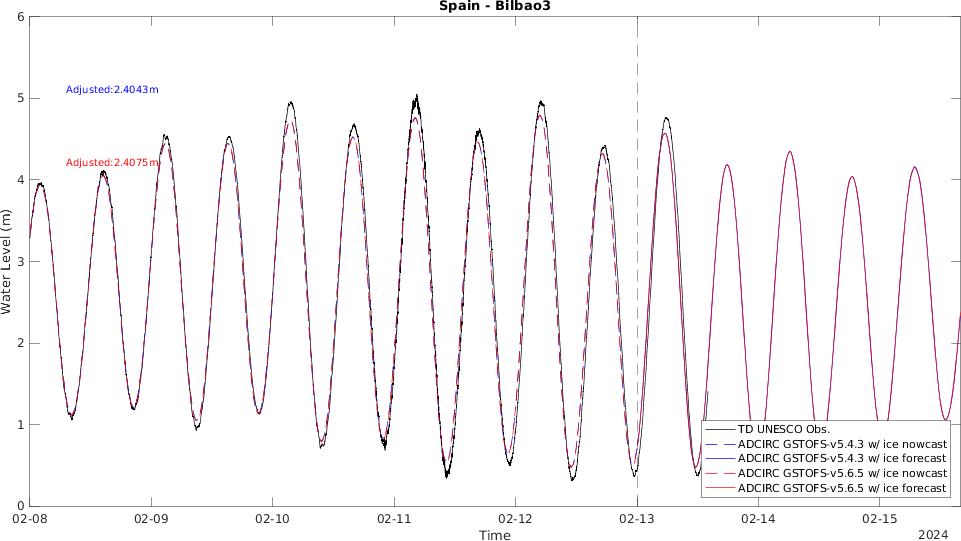 Spain - Bilbao3
6
5
4
3
2
1
0
Water Level (m)
Adjusted:2.4043m
Adjusted:2.4075m
TD UNESCO Obs.
ADCIRC GSTOFS-v5.4.3 w/ ice nowcast
ADCIRC GSTOFS-v5.4.3 w/ ice forecast
ADCIRC GSTOFS-v5.6.5 w/ ice nowcast
ADCIRC GSTOFS-v5.6.5 w/ ice forecast
02-08 02-09 02-10 02-11 02-12 02-13 02-14 02-15
Time
2024